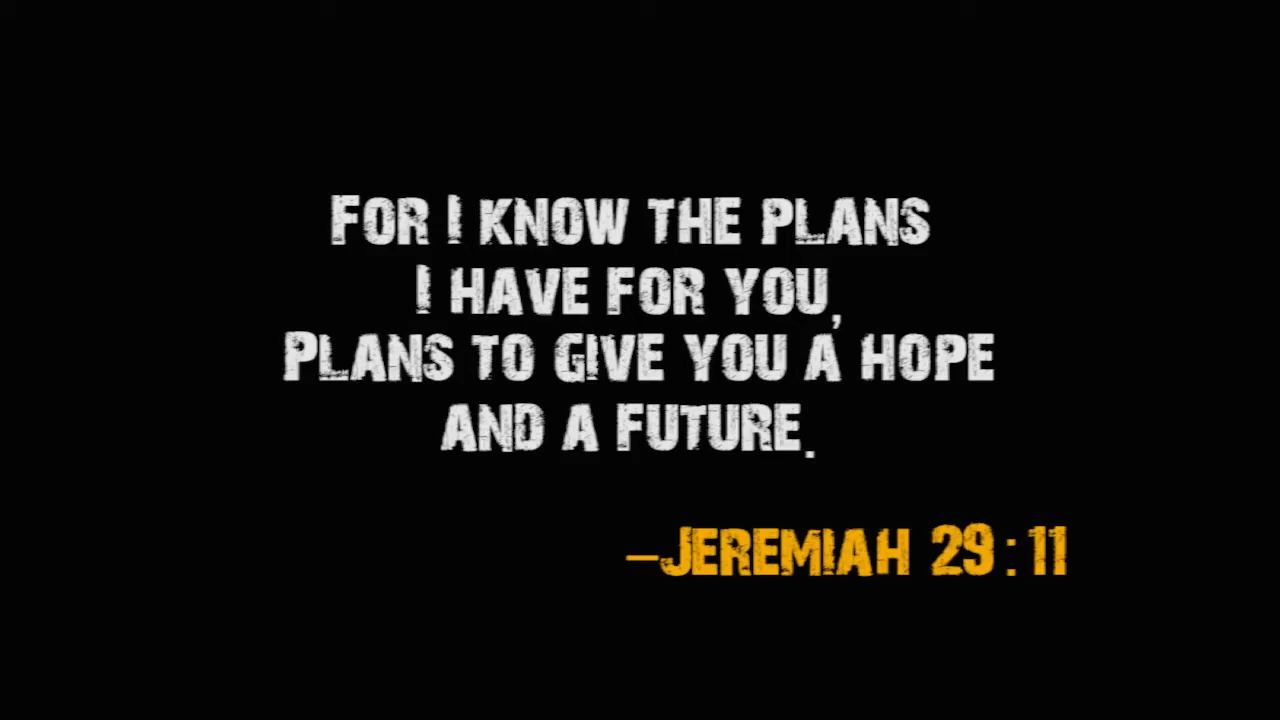 For I know the plans
I have for you,
Plans to give you a hope
and a future.
–Jeremiah 29:11